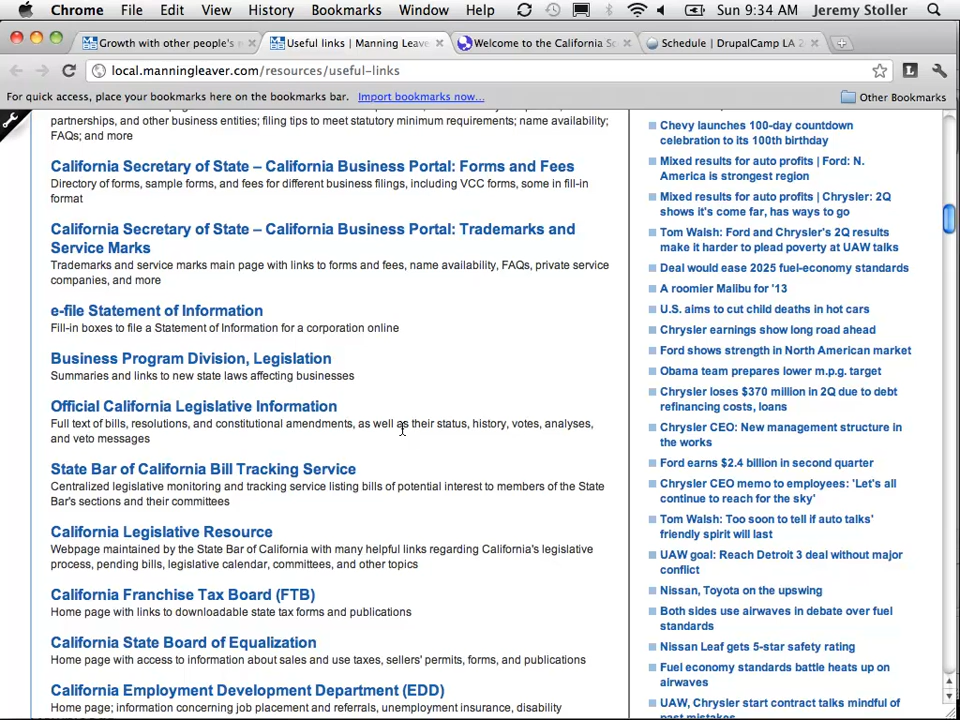 Chrome File Edit View History Bookmarks Window Help Sun 9:34 AM Jeremy Stoller
Growth with other people's m
Useful links | Manning Leave
Welcome to the California Se
Schedule | DrupalCamp LA 2
local.manningleaver.com/resources/useful-links
For quick access, place your bookmarks here on the bookmarks bar. Import bookmarks now... Other Bookmarks
partnerships, and other business entities; filing tips to meet statutory minimum requirements; name availability;
FAQs; and more
California Secretary of State – California Business Portal: Forms and Fees
Directory of forms, sample forms, and fees for different business filings, including VCC forms, some in fill-in
format
California Secretary of State – California Business Portal: Trademarks and
Service Marks
Trademarks and service marks main page with links to forms and fees, name availability, FAQs, private service
companies, and more
e-file Statement of Information
Fill-in boxes to file a Statement of Information for a corporation online
Business Program Division, Legislation
Summaries and links to new state laws affecting businesses
Official California Legislative Information
Full text of bills, resolutions, and constitutional amendments, as well as their status, history, votes, analyses,
and veto messages
State Bar of California Bill Tracking Service
Centralized legislative monitoring and tracking service listing bills of potential interest to members of the State
Bar's sections and their committees
California Legislative Resource
Webpage maintained by the State Bar of California with many helpful links regarding California's legislative
process, pending bills, legislative calendar, committees, and other topics
California Franchise Tax Board (FTB)
Home page with links to downloadable state tax forms and publications
California State Board of Equalization
Home page with access to information about sales and use taxes, sellers' permits, forms, and publications
California Employment Development Department (EDD)
Home page; information concerning job placement and referrals, unemployment insurance, disability
Chevy launches 100-day countdown
celebration to its 100th birthday
Mixed results for auto profits | Ford: N.
America is strongest region
Mixed results for auto profits | Chrysler: 2Q
shows it's come far, has ways to go
Tom Walsh: Ford and Chrysler's 2Q results
make it harder to plead poverty at UAW talks
Deal would ease 2025 fuel-economy standards
A roomier Malibu for '13
U.S. aims to cut child deaths in hot cars
Chrysler earnings show long road ahead
Ford shows strength in North American market
Obama team prepares lower m.p.g. target
Chrysler loses $370 million in 2Q due to debt
refinancing costs, loans
Chrysler CEO: New management structure in
the works
Ford earns $2.4 billion in second quarter
Chrysler CEO memo to employees: 'Let's all
continue to reach for the sky'
Tom Walsh: Too soon to tell if auto talks'
friendly spirit will last
UAW goal: Reach Detroit 3 deal without major
conflict
Nissan, Toyota on the upswing
Both sides use airwaves in debate over fuel
standards
Nissan Leaf gets 5-star safety rating
Fuel economy standards battle heats up on
airwaves
UAW, Chrysler start contract talks mindful of
past mistakes